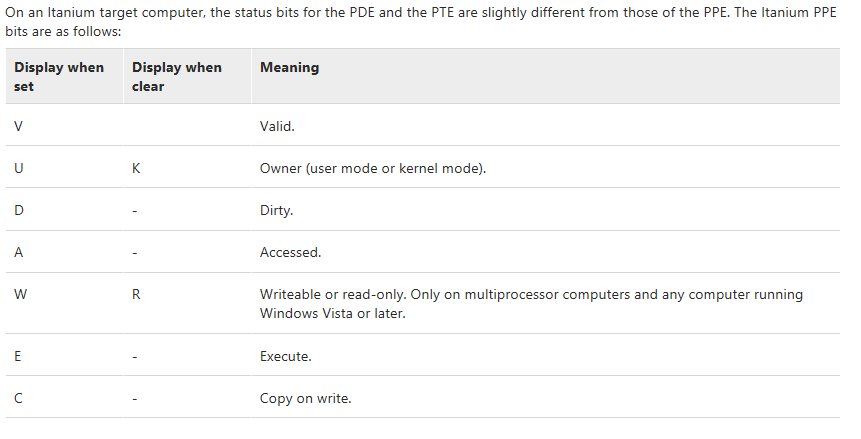 On an Itanium target computer, the status bits for the PDE and the PTE are slightly different from those of the PPE. The Itanium PPE
bits are as follows:
Display when set Display when clear Meaning
V Valid.
U K Owner (user mode or kernel mode).
D - Dirty.
A - Accessed.
W R Writeable or read-only. Only on multiprocessor computers and any computer running
Windows Vista or later.
E - Execute.
C - Copy on write.